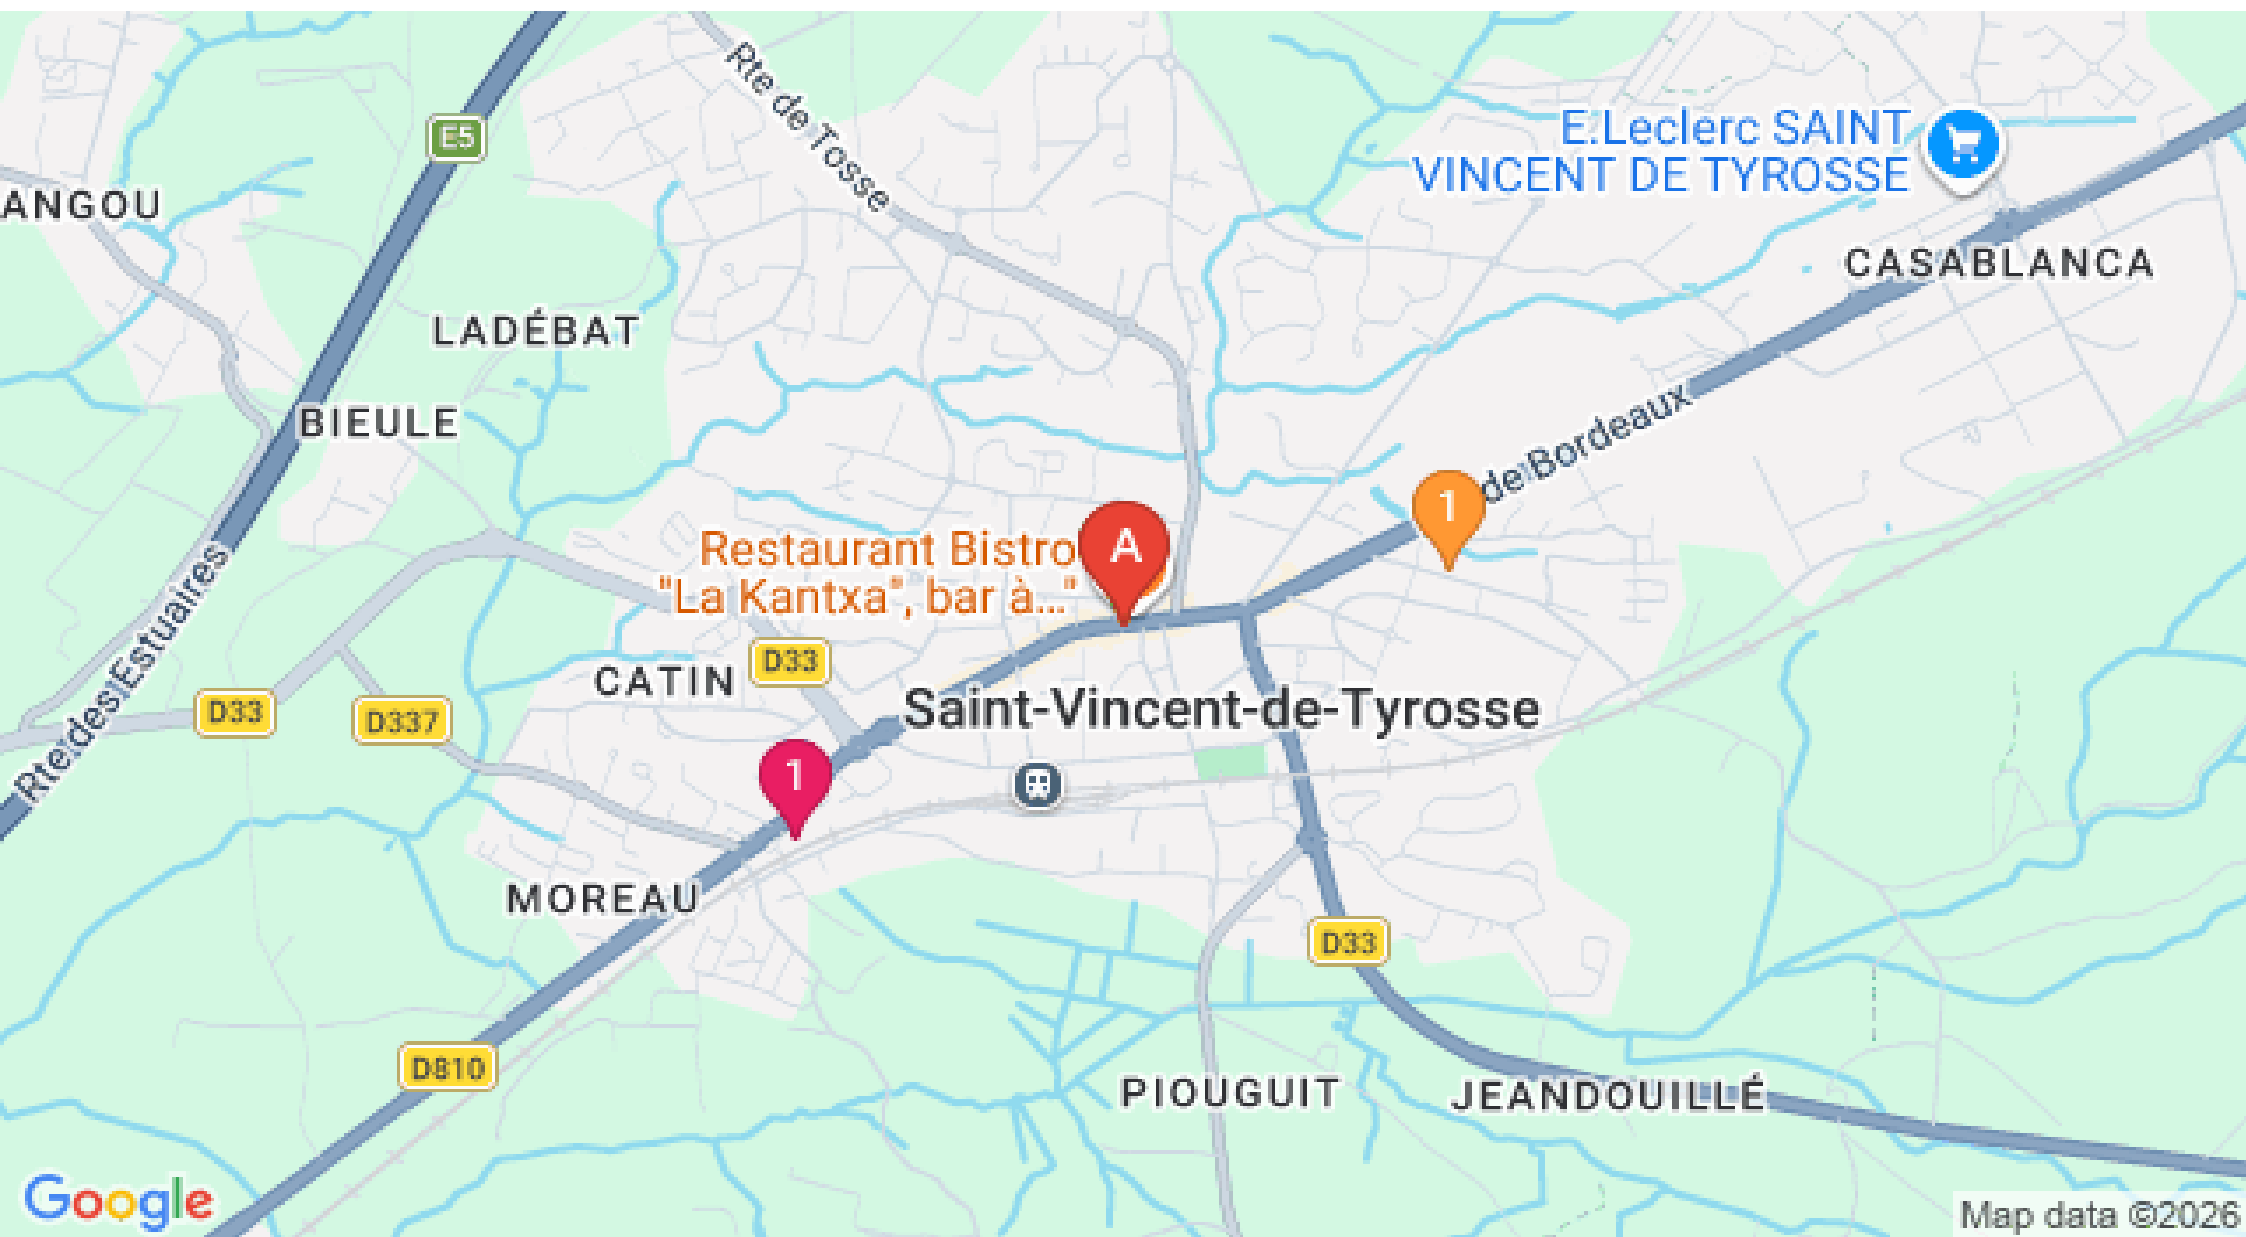 Rte de Tosse
E5
E.Leclerc SAINT
VINCENT DE TYROSSE
ANGOU
CASABLANCA
LADÉBAT
BIEULE
de Bordeaux
1
A
Restaurant Bistro
"La Kantxa", bar à..."
Rte des Estuaires
CATIN
D33
D33
D337
Saint-Vincent-de-Tyrosse
1
MOREAU
D33
D810
PIOUGUIT
JEANDOUILLÉ
Google
Map data ©2026